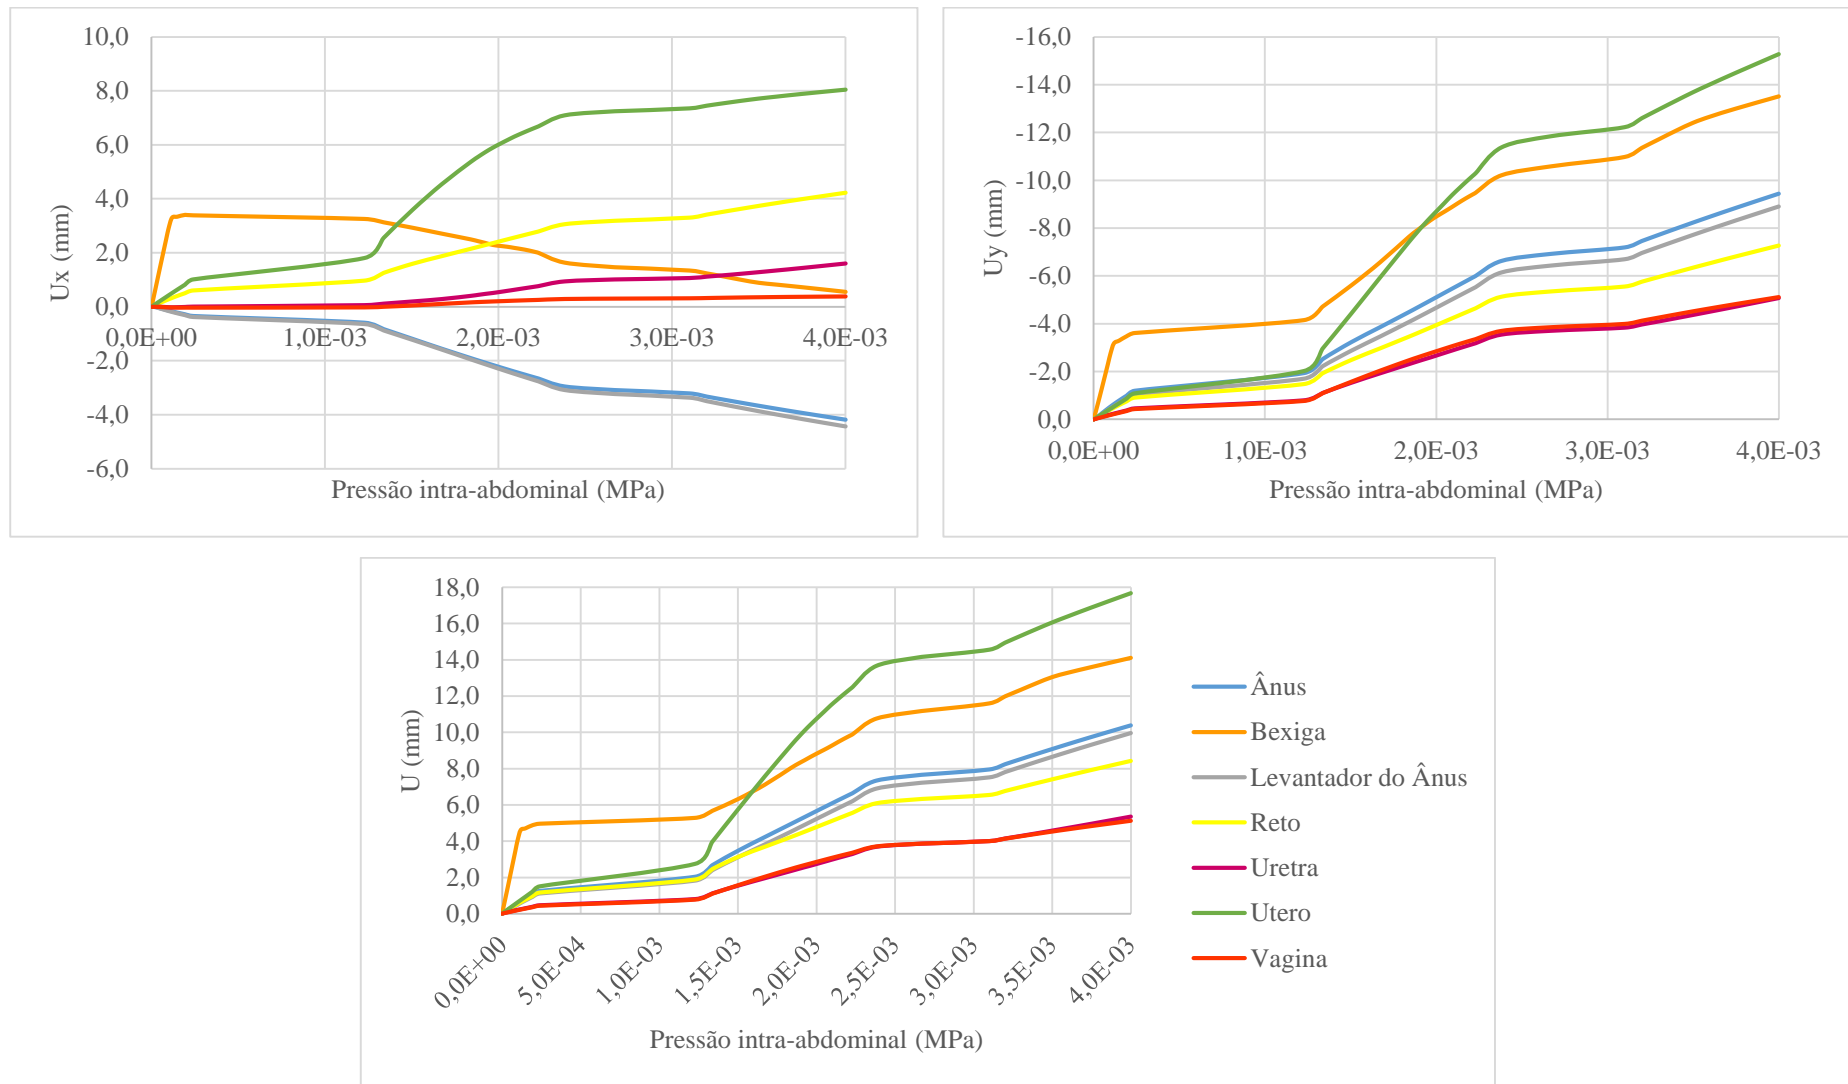 10,0
8,0
6,0
4,0
2,0
0,0
-2,0
-4,0
-6,0
0,0E+00 1,0E-03 2,0E-03 3,0E-03 4,0E-03
Ux (mm)
Pressão intra-abdominal (MPa)
-16,0
-14,0
-12,0
-10,0
-8,0
-6,0
-4,0
-2,0
0,0
0,0E+00 1,0E-03 2,0E-03 3,0E-03 4,0E-03
Uy (mm)
Pressão intra-abdominal (MPa)
18,0
16,0
14,0
12,0
10,0
8,0
6,0
4,0
2,0
0,0
0,0E+00 5,0E-04 1,0E-03 1,5E-03 2,0E-03 2,5E-03 3,0E-03 3,5E-03 4,0E-03
U (mm)
Pressão intra-abdominal (MPa)
Ânus
Bexiga
Levantador do Ânus
Reto
Uretra
Utero
Vagina